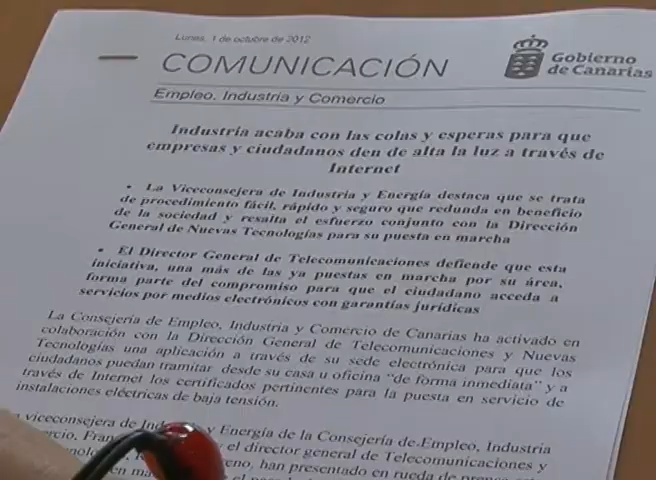 Lunes, 1 de octubre de 2012
COMUNICACIÓN
Gobierno
de Canarias
Empleo, Industria y Comercio
Industria acaba con las colas y esperas para que
empresas y ciudadanos den de alta la luz a través de
Internet
• La Viceconsejera de Industria y Energía destaca que se trata
de procedimiento fácil, rápido y seguro que redunda en beneficio
de la sociedad y resalta el esfuerzo conjunto con la Dirección
General de Nuevas Tecnologías para su puesta en marcha
• El Director General de Telecomunicaciones defiende que esta
iniciativa, una más de las ya puestas en marcha por su área,
forma parte del compromiso para que el ciudadano acceda a
servicios por medios electrónicos con garantías jurídicas
La Consejería de Empleo, Industria y Comercio de Canarias ha activado en
colaboración con la Dirección General de Telecomunicaciones y Nuevas
Tecnologías una aplicación a través de su sede electrónica para que los
ciudadanos puedan tramitar desde su casa u oficina "de forma inmediata" y a
través de Internet los certificados pertinentes para la puesta en servicio de
instalaciones eléctricas de baja tensión.
viceconsejera de y Energía de la Consejería de Empleo, Industria
y el director general de Telecomunicaciones y
han presentado en rueda de prensa